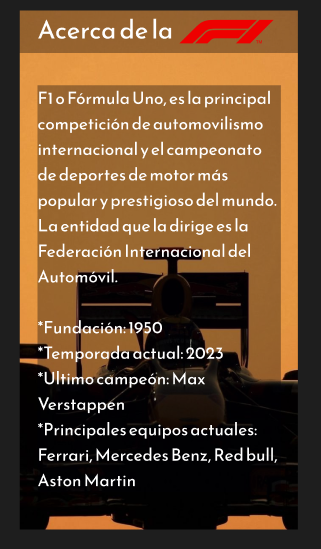 Acerca de la F1
F1 o Fórmula Uno, es la principal
competición de automovilismo
internacional y el campeonato
de deportes de motor más
popular y prestigioso del mundo.
La entidad que la dirige es la
Federación Internacional del
Automóvil.
*Fundación: 1950
*Temporada actual: 2023
*Ultimo campeón: Max
Verstappen
*Principales equipos actuales:
Ferrari, Mercedes Benz, Red bull,
Aston Martin